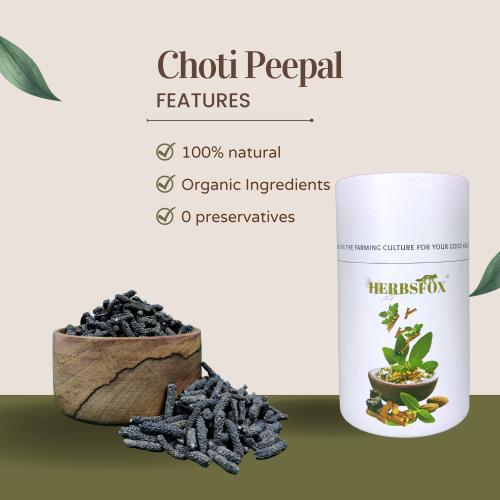 Choti Peepal
FEATURES
100% natural
Organic Ingredients
0 preservatives
THE FARMING CULTURE FOR YOUR GOOD
HERBSFOX